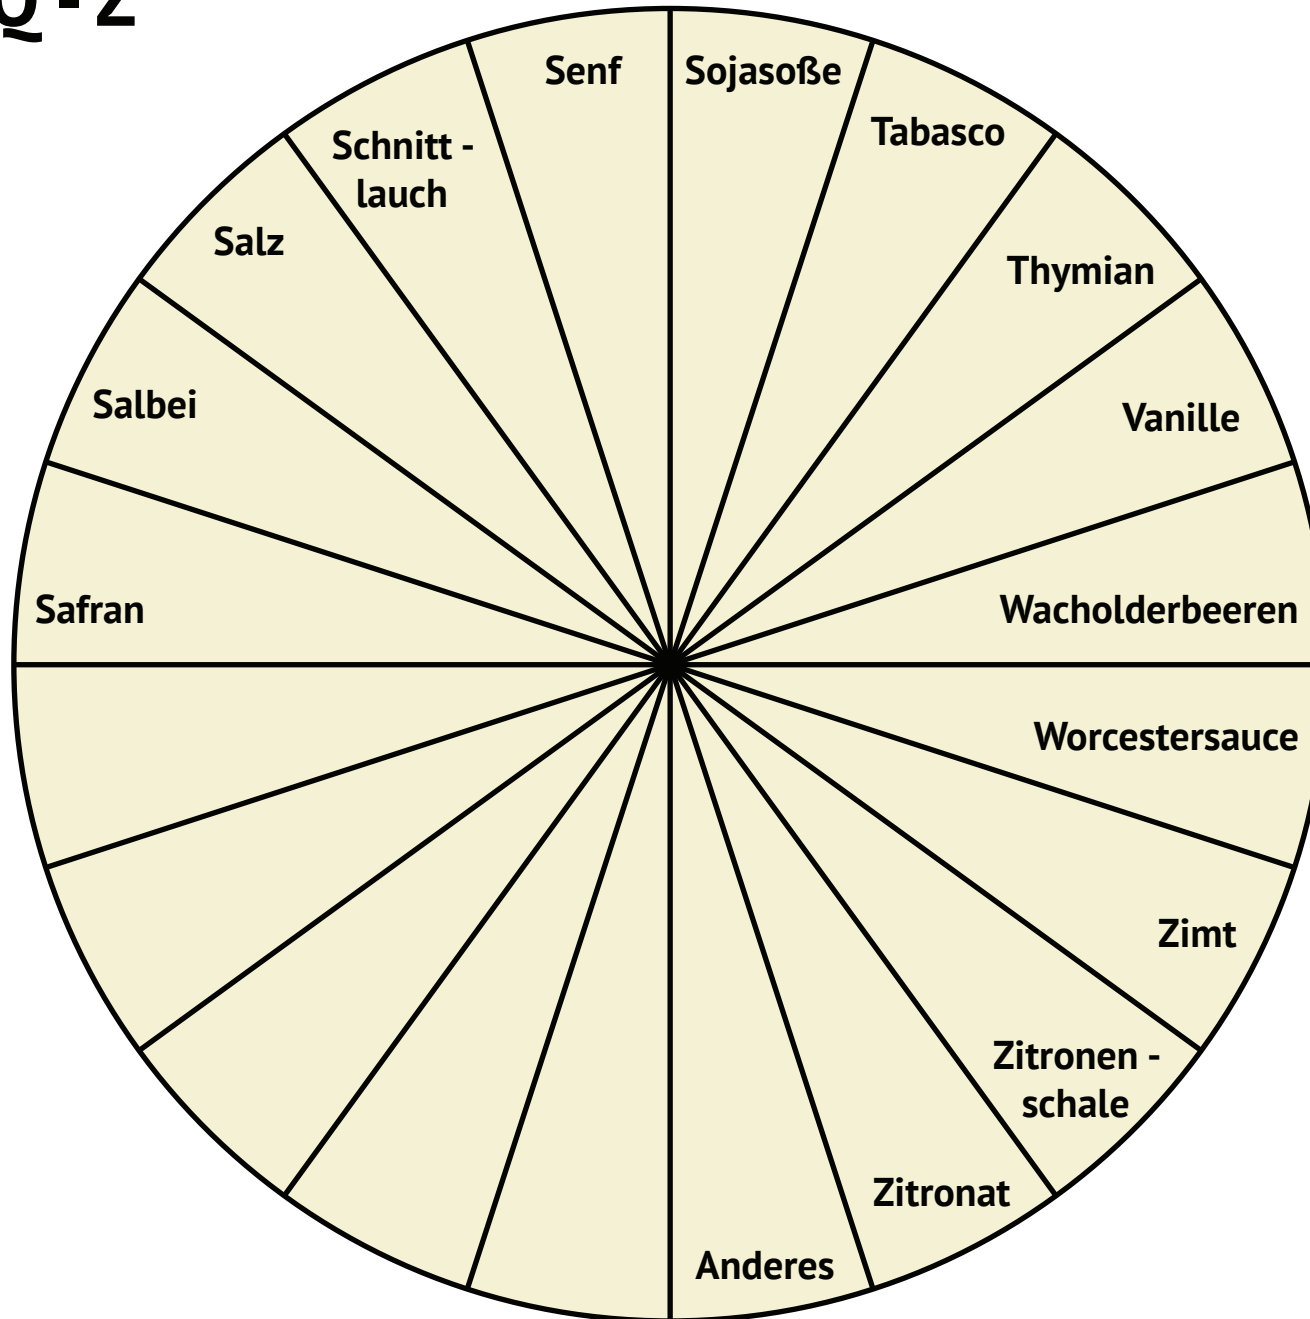 Q - Z
Senf
Sojasoße
Tabasco
Schnitt -
lauch
Salz
Thymian
Salbei
Vanille
Safran
Wacholderbeeren
Worcestersauce
Zimt
Zitronen -
schale
Zitronat
Anderes